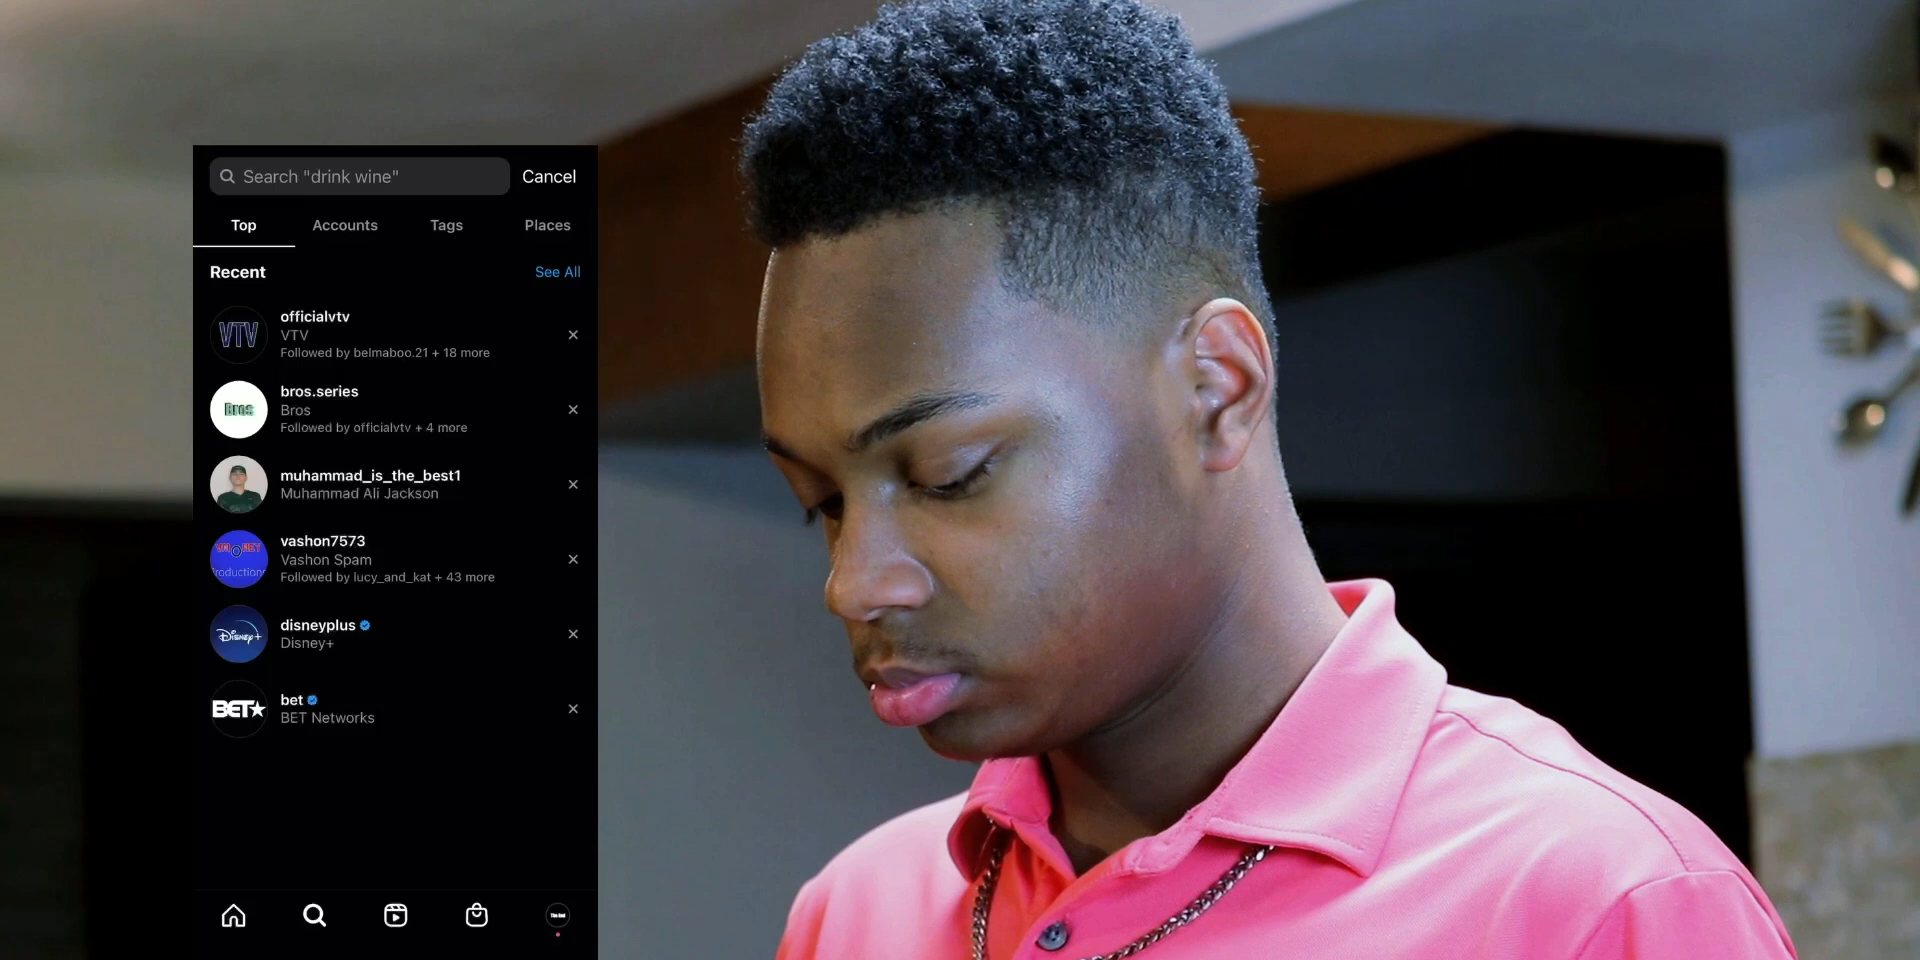 Search "drink wine"
Cancel
Top
Accounts
Tags
Places
Recent
See All
VTV
officialvtv
VTV
Followed by belmaboo.21 + 18 more
Bros
bros.series
Bros
Followed by officialvtv + 4 more
muhammad_is_the_best1
Muhammad Ali Jackson
vashon7573
Vashon Spam
Followed by lucy_and_kat + 43 more
Disney+
disneyplus
Disney+
BET
bet
BET Networks